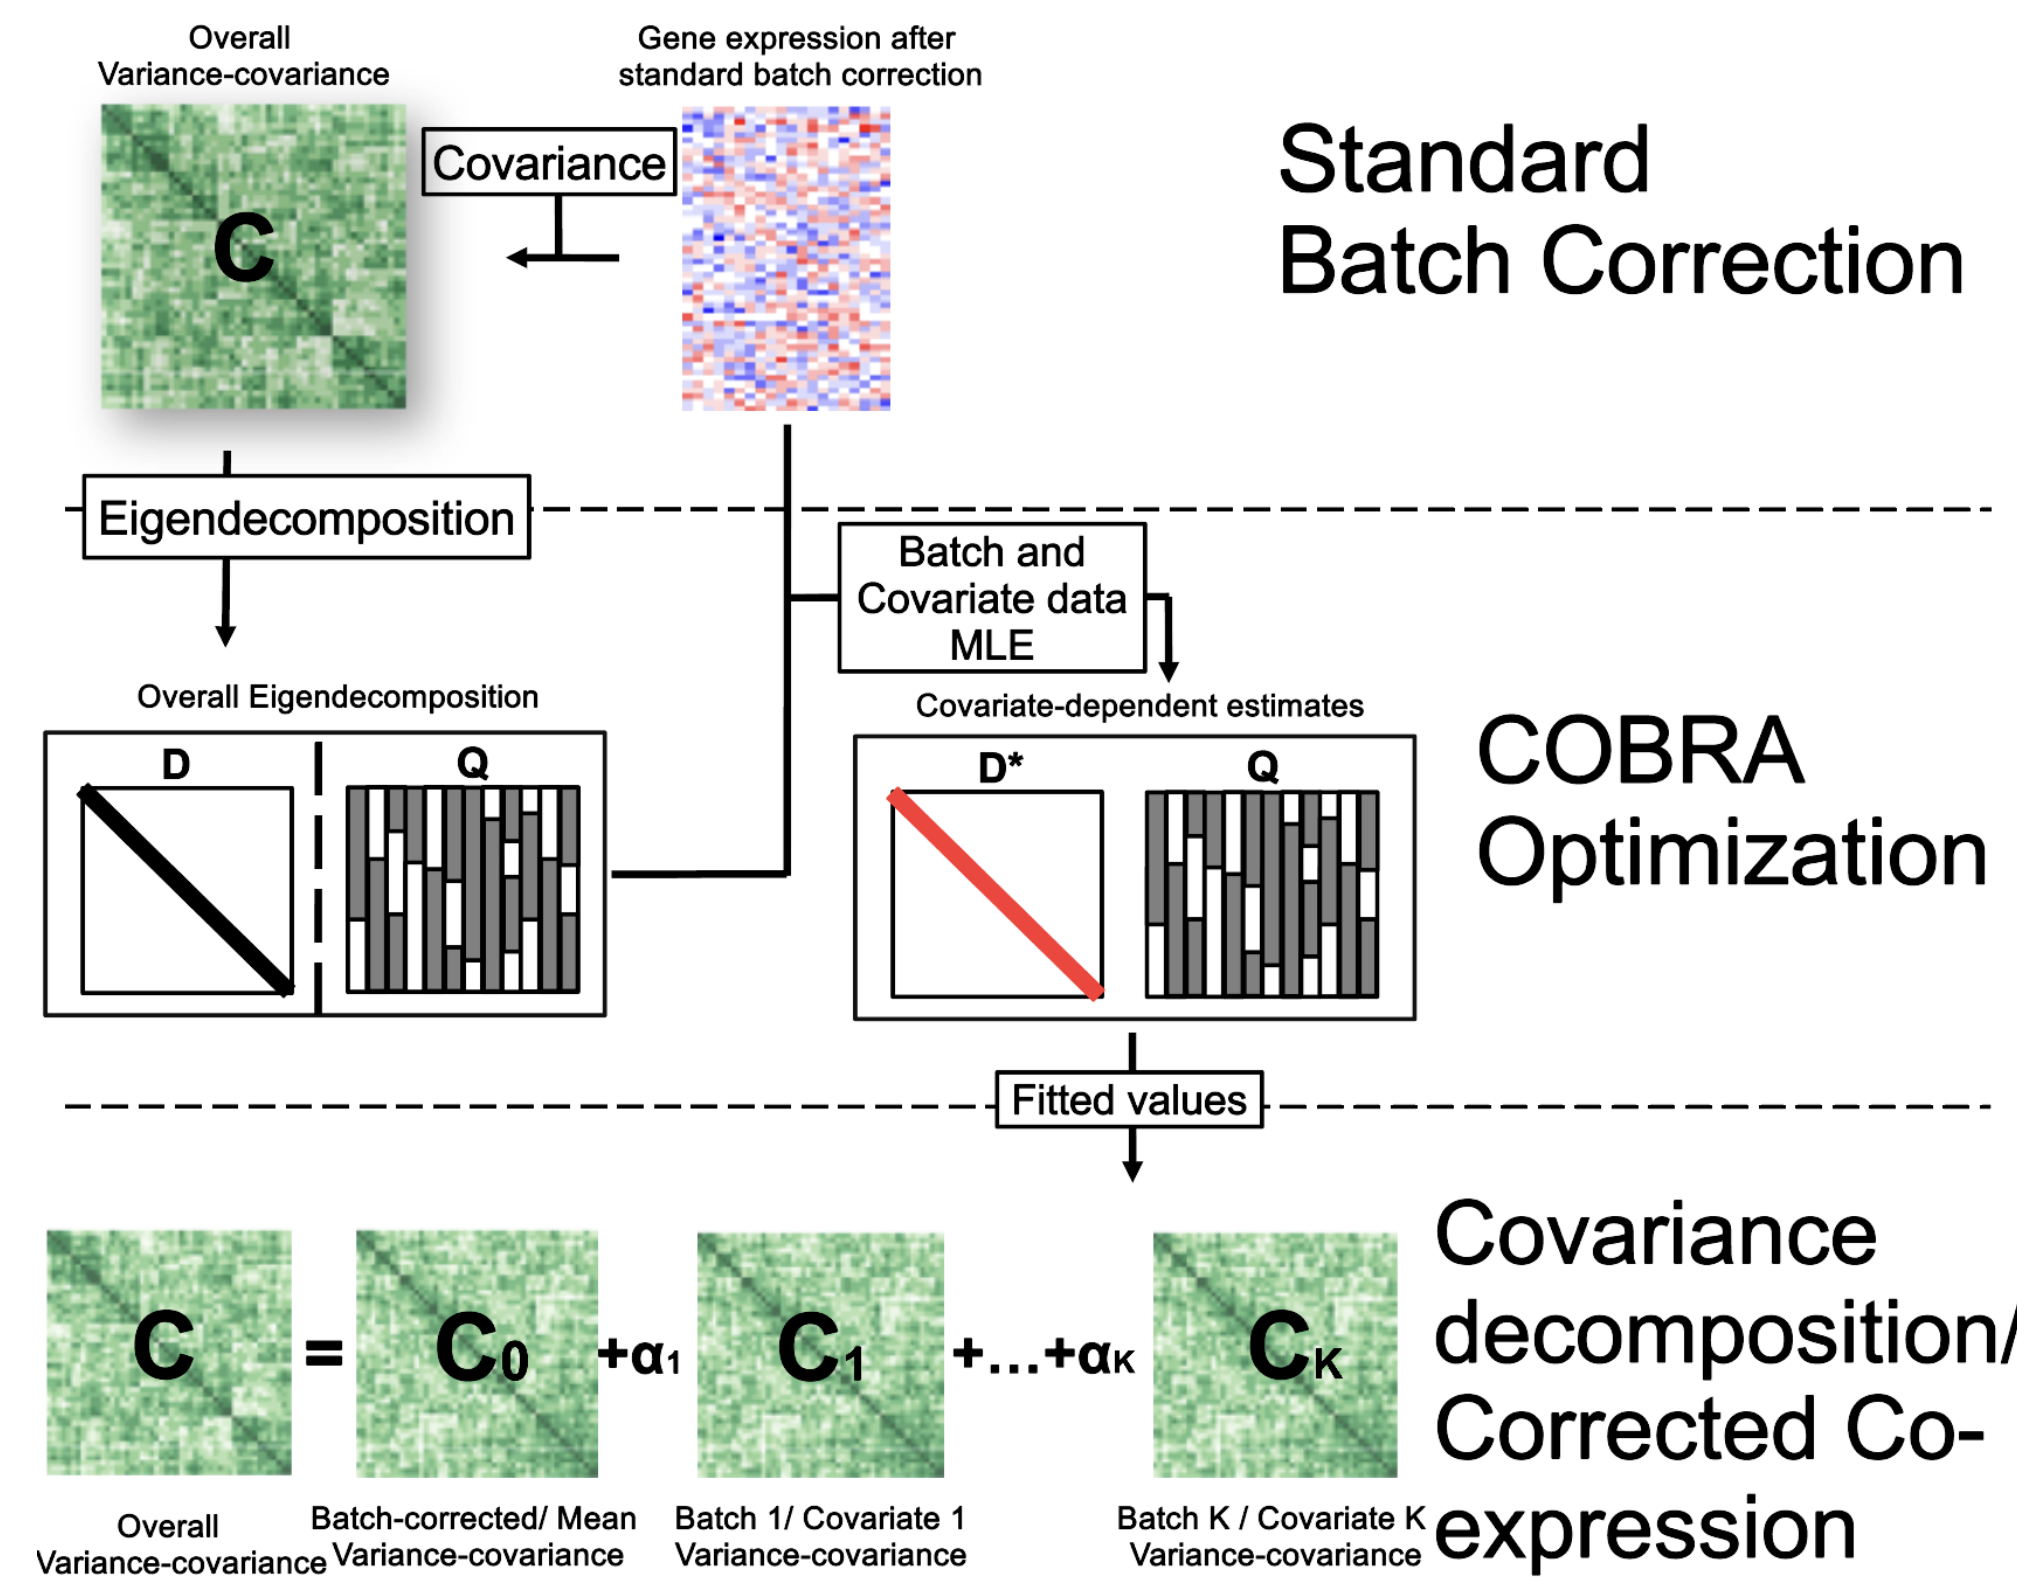 Overall
Variance-covariance
Gene expression after
standard batch correction
Covariance
C
Standard
Batch Correction
Eigendecomposition
Batch and
Covariate data
MLE
Overall Eigendecomposition
D
Q
Covariate-dependent estimates
D*
Q
COBRA
Optimization
Fitted values
C = C0 +α1 C1 +...+αK CK
Overall
Variance-covariance
Batch-corrected/ Mean
Variance-covariance
Batch 1/ Covariate 1
Variance-covariance
Batch K / Covariate K
Variance-covariance
Covariance
decomposition/
Corrected Co-
expression